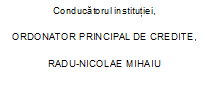 Conducătorul instituției,
ORDONATOR PRINCIPAL DE CREDITE,
RADU-NICOLAE MIHAIU